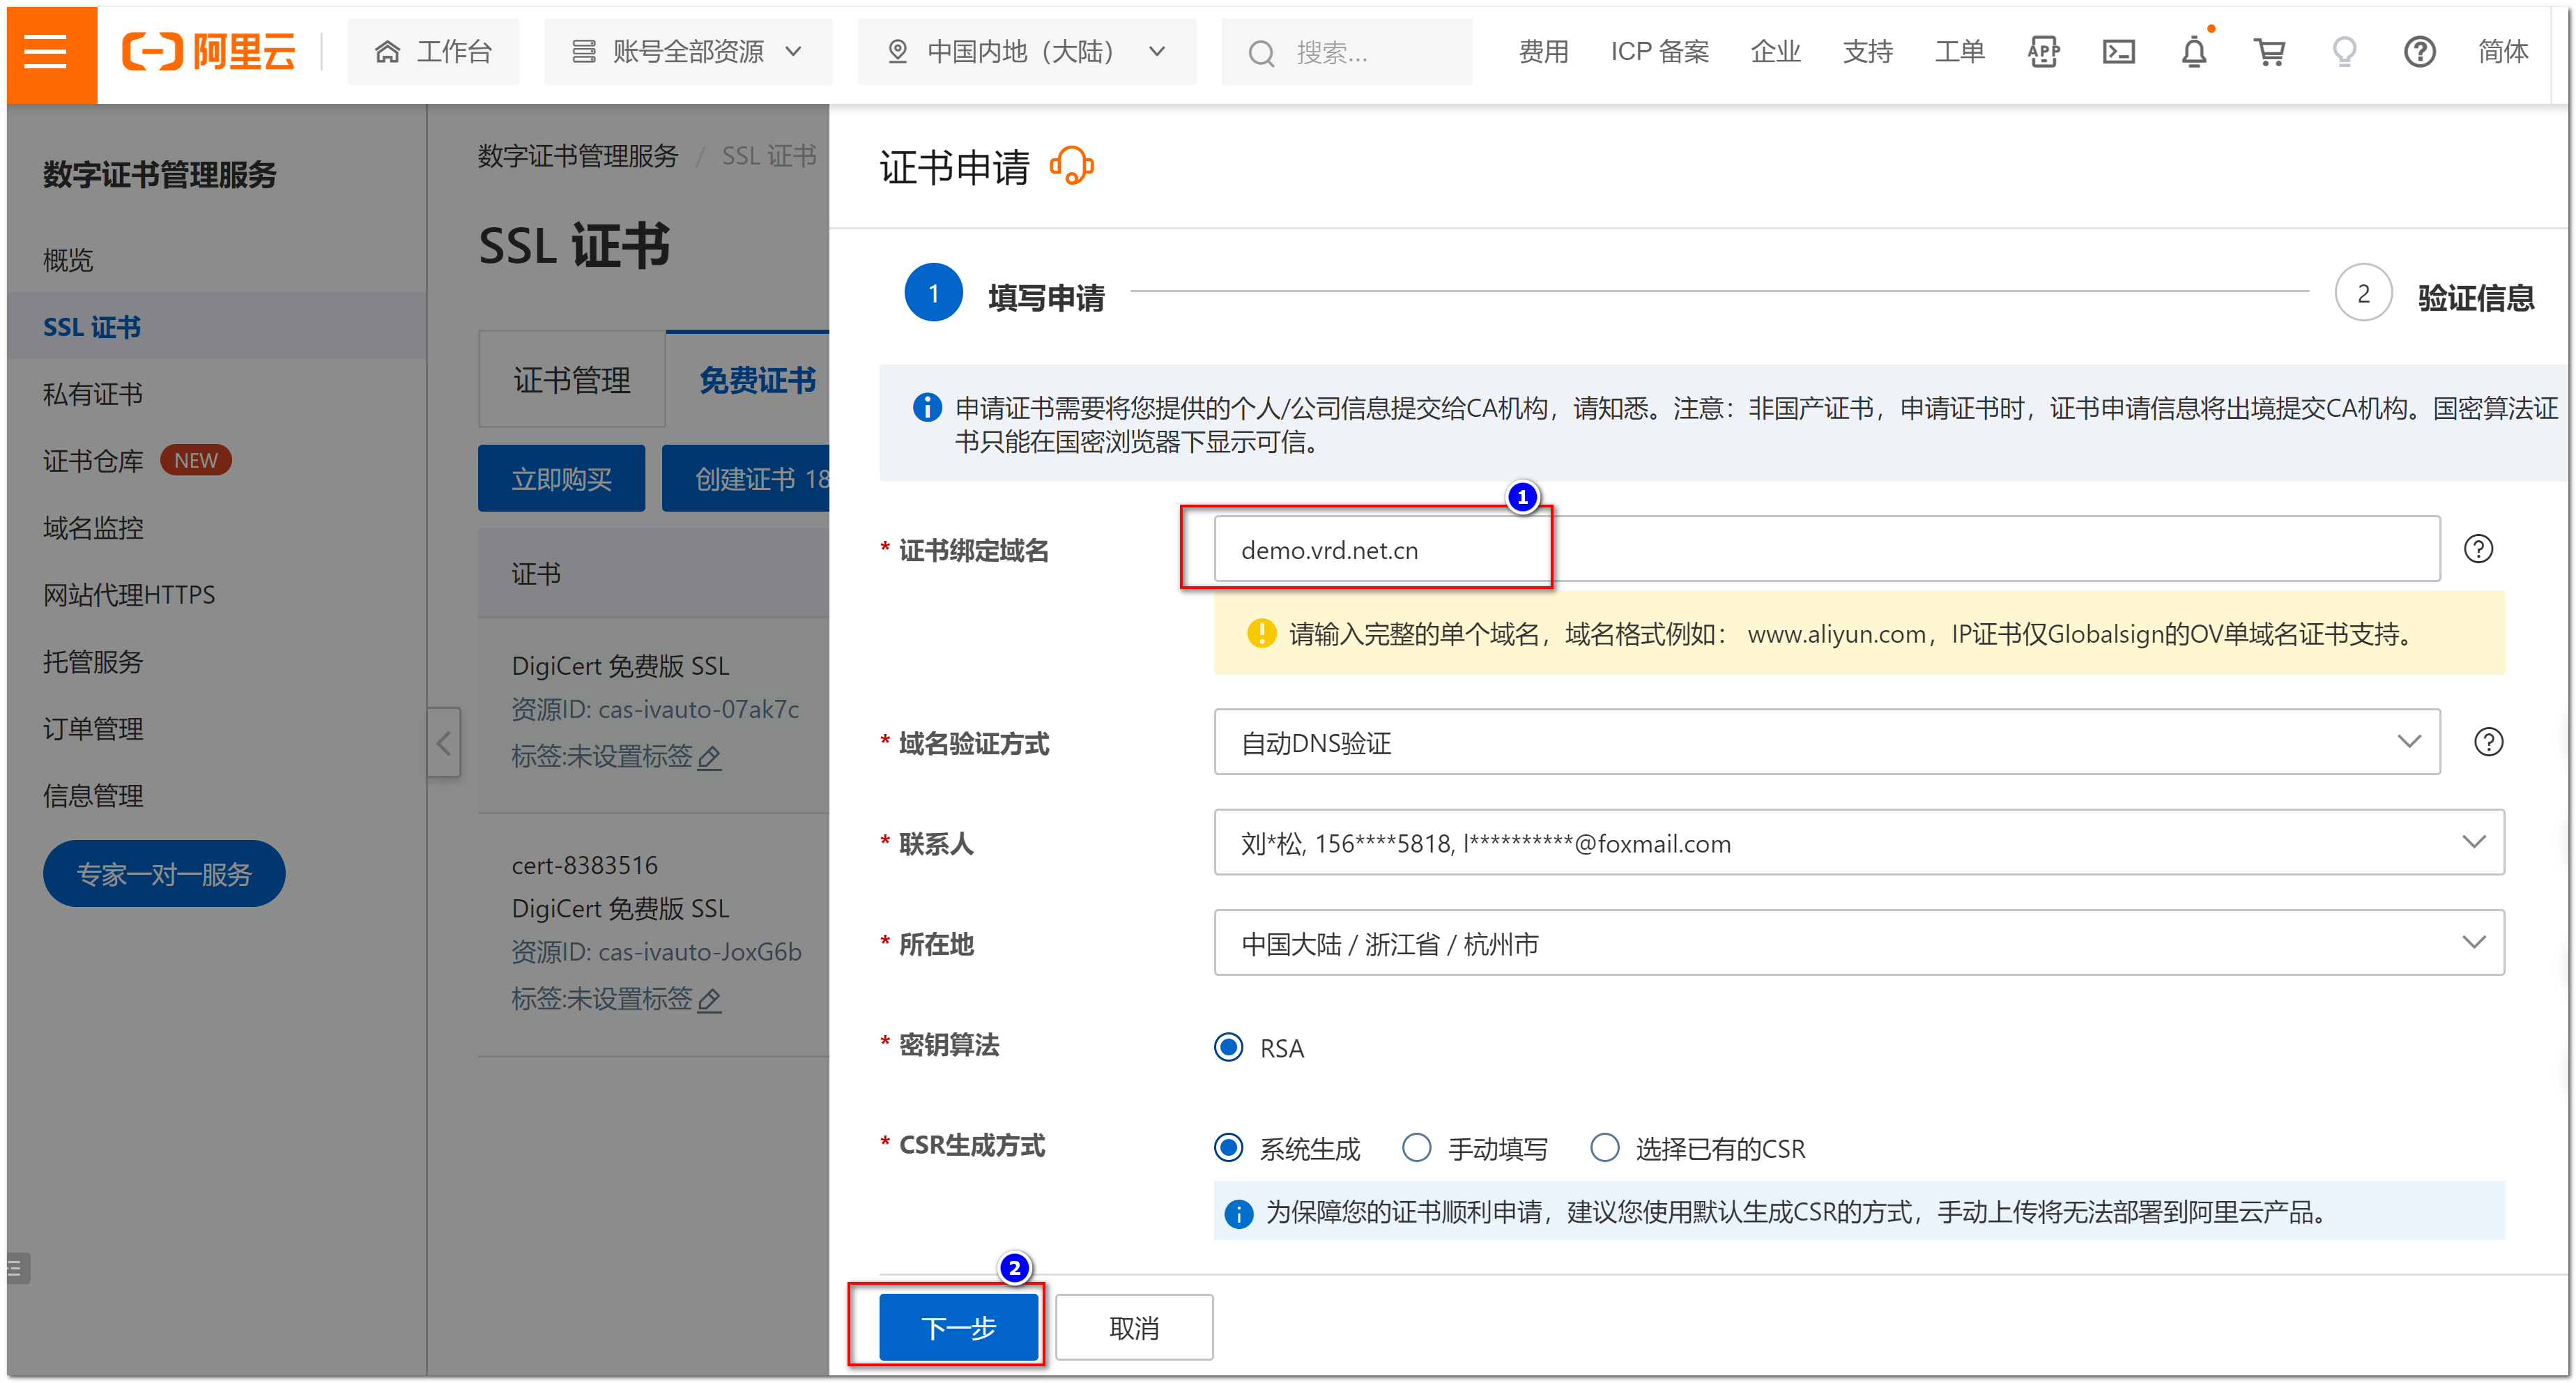 阿里云
工作台
账号全部资源
中国内地（大陆）
搜索...
费用
ICP 备案
企业
支持
工单
APP
简体
数字证书管理服务
概览
SSL 证书
私有证书
证书仓库 NEW
域名监控
网站代理HTTPS
托管服务
订单管理
信息管理
专家一对一服务
数字证书管理服务 / SSL 证书
SSL 证书
证书管理
免费证书
立即购买
创建证书 18
证书
DigiCert 免费版 SSL
资源ID: cas-ivauto-07ak7c
标签:未设置标签
cert-8383516
DigiCert 免费版 SSL
资源ID: cas-ivauto-JoxG6b
标签:未设置标签
证书申请
1 填写申请
2 验证信息
申请证书需要将您提供的个人/公司信息提交给CA机构，请知悉。注意：非国产证书，申请证书时，证书申请信息将出境提交CA机构。国密算法证
书只能在国密浏览器下显示可信。
1
* 证书绑定域名
demo.vrd.net.cn
请输入完整的单个域名，域名格式例如： www.aliyun.com，IP证书仅Globalsign的OV单域名证书支持。
* 域名验证方式
自动DNS验证
* 联系人
刘*松, 156****5818, l**********@foxmail.com
* 所在地
中国大陆 / 浙江省 / 杭州市
* 密钥算法
RSA
* CSR生成方式
系统生成
手动填写
选择已有的CSR
为保障您的证书顺利申请，建议您使用默认生成CSR的方式，手动上传将无法部署到阿里云产品。
2
下一步
取消